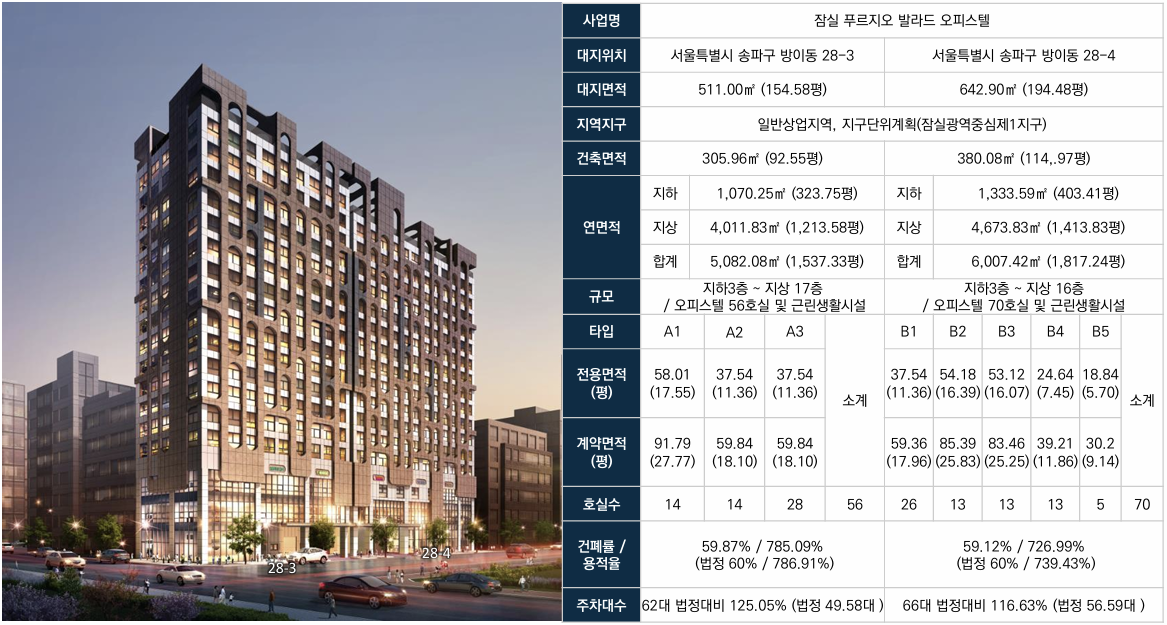 28-3
28-4
사업명 잠실 푸르지오 발라드 오피스텔
대지위치 서울특별시 송파구 방이동 28-3 서울특별시 송파구 방이동 28-4
대지면적 511.00㎡ (154.58평) 642.90㎡ (194.48평)
지역지구 일반상업지역, 지구단위계획(잠실광역중심제1지구)
건축면적 305.96㎡ (92.55평) 380.08㎡ (114,.97평)
연면적
지하 1,070.25㎡ (323.75평) 지하 1,333.59㎡ (403.41평)
지상 4,011.83㎡ (1,213.58평) 지상 4,673.83㎡ (1,413.83평)
합계 5,082.08㎡ (1,537.33평) 합계 6,007.42㎡ (1,817.24평)
규모
지하3층 ~ 지상 17층
/ 오피스텔 56호실 및 근린생활시설
지하3층 ~ 지상 16층
/ 오피스텔 70호실 및 근린생활시설
타입 A1 A2 A3 소계 B1 B2 B3 B4 B5 소계
전용면적 58.01 37.54 37.54 37.54 54.18 53.12 24.64 18.84
(평) (17.55) (11.36) (11.36) (11.36) (16.39) (16.07) (7.45) (5.70)
계약면적 91.79 59.84 59.84 59.36 85.39 83.46 39.21 30.2
(평) (27.77) (18.10) (18.10) (17.96) (25.83) (25.25) (11.86) (9.14)
호실수 14 14 28 56 26 13 13 13 5 70
건폐률 / 59.87% / 785.09% 59.12% / 726.99%
용적율 (법정 60% / 786.91%) (법정 60% / 739.43%)
주차대수 62대 법정대비 125.05% (법정 49.58대 ) 66대 법정대비 116.63% (법정 56.59대 )